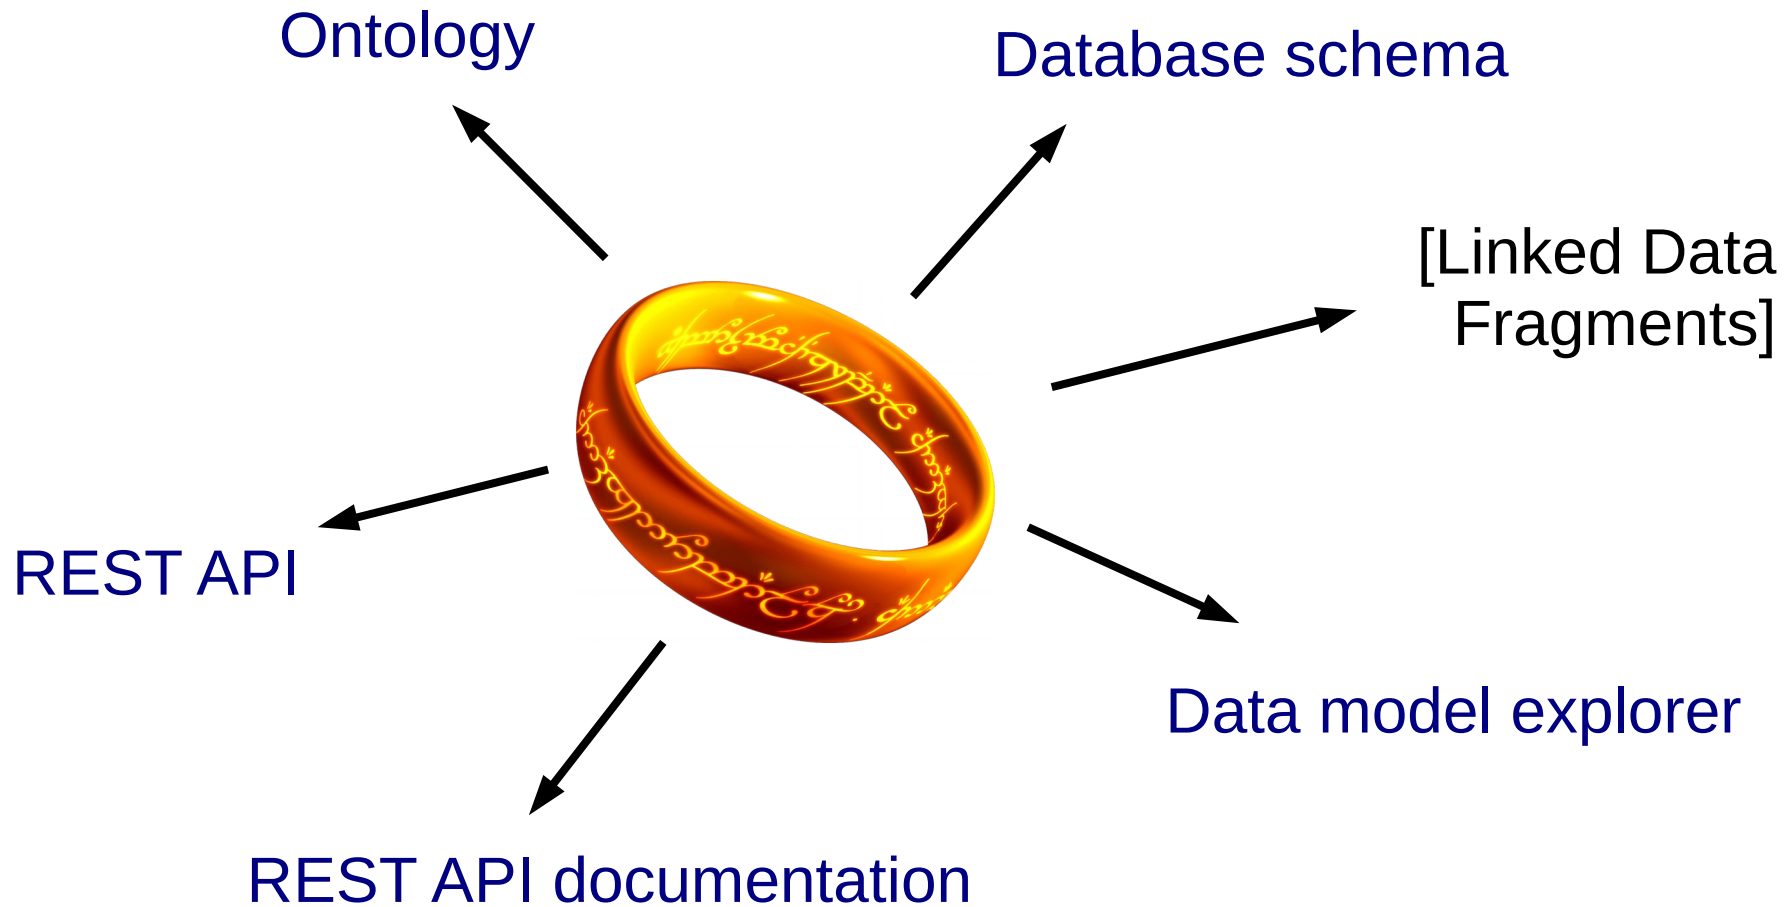 Ontology
Database schema
[Linked Data
Fragments]
REST API
Data model explorer
REST API documentation